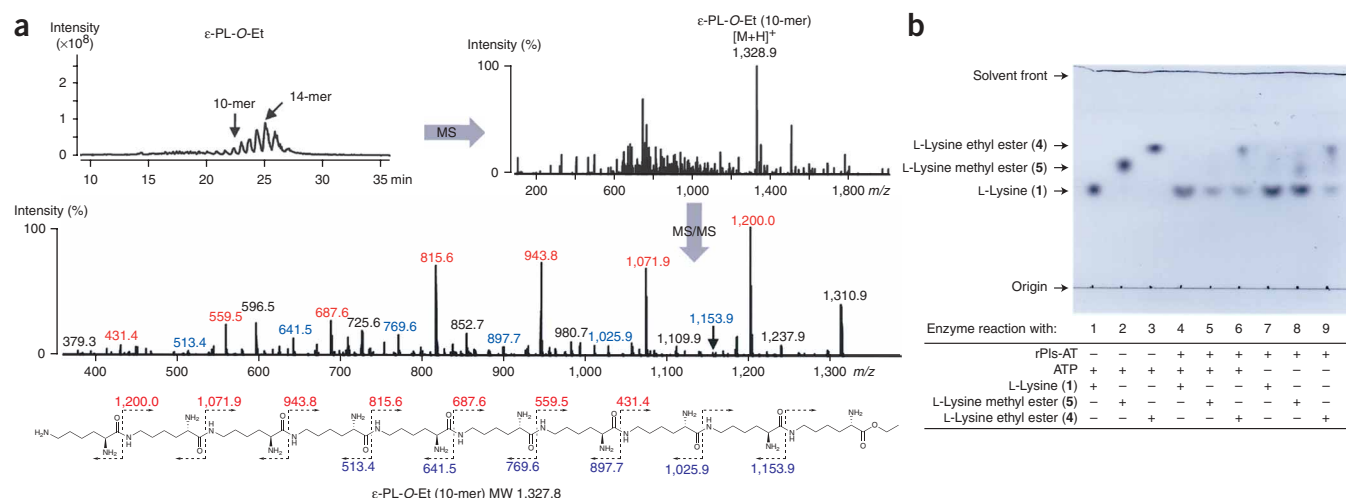 a
Intensity
(×10⁸)
ε-PL-O-Et
2
1
0
10-mer
14-mer
10 15 20 25 30 35 min
MS
ε-PL-O-Et (10-mer)
[M+H]⁺
1,328.9
Intensity (%)
100
0
200 600 1,000 1,400 1,800 m/z
MS/MS
Intensity (%)
100
0
379.3
431.4
513.4
559.5
596.5
641.5
687.6
725.6
769.6
815.6
852.7
897.7
943.8
980.7
1,025.9
1,071.9
1,109.9
1,153.9
1,200.0
1,237.9
1,310.9
400 500 600 700 800 900 1,000 1,100 1,200 1,300 m/z
1,200.0 1,071.9 943.8 815.6 687.6 559.5 431.4
513.4 641.5 769.6 897.7 1,025.9 1,153.9
ε-PL-O-Et (10-mer) MW 1,327.8
b
Solvent front
L-Lysine ethyl ester (4)
L-Lysine methyl ester (5)
L-Lysine (1)
Origin
Enzyme reaction with: 1 2 3 4 5 6 7 8 9
rPls-AT – – – + + + + + +
ATP + + + + + + – – –
L-Lysine (1) + – – + – – + – –
L-Lysine methyl ester (5) – + – – + – – + –
L-Lysine ethyl ester (4) – – + – – + – – +